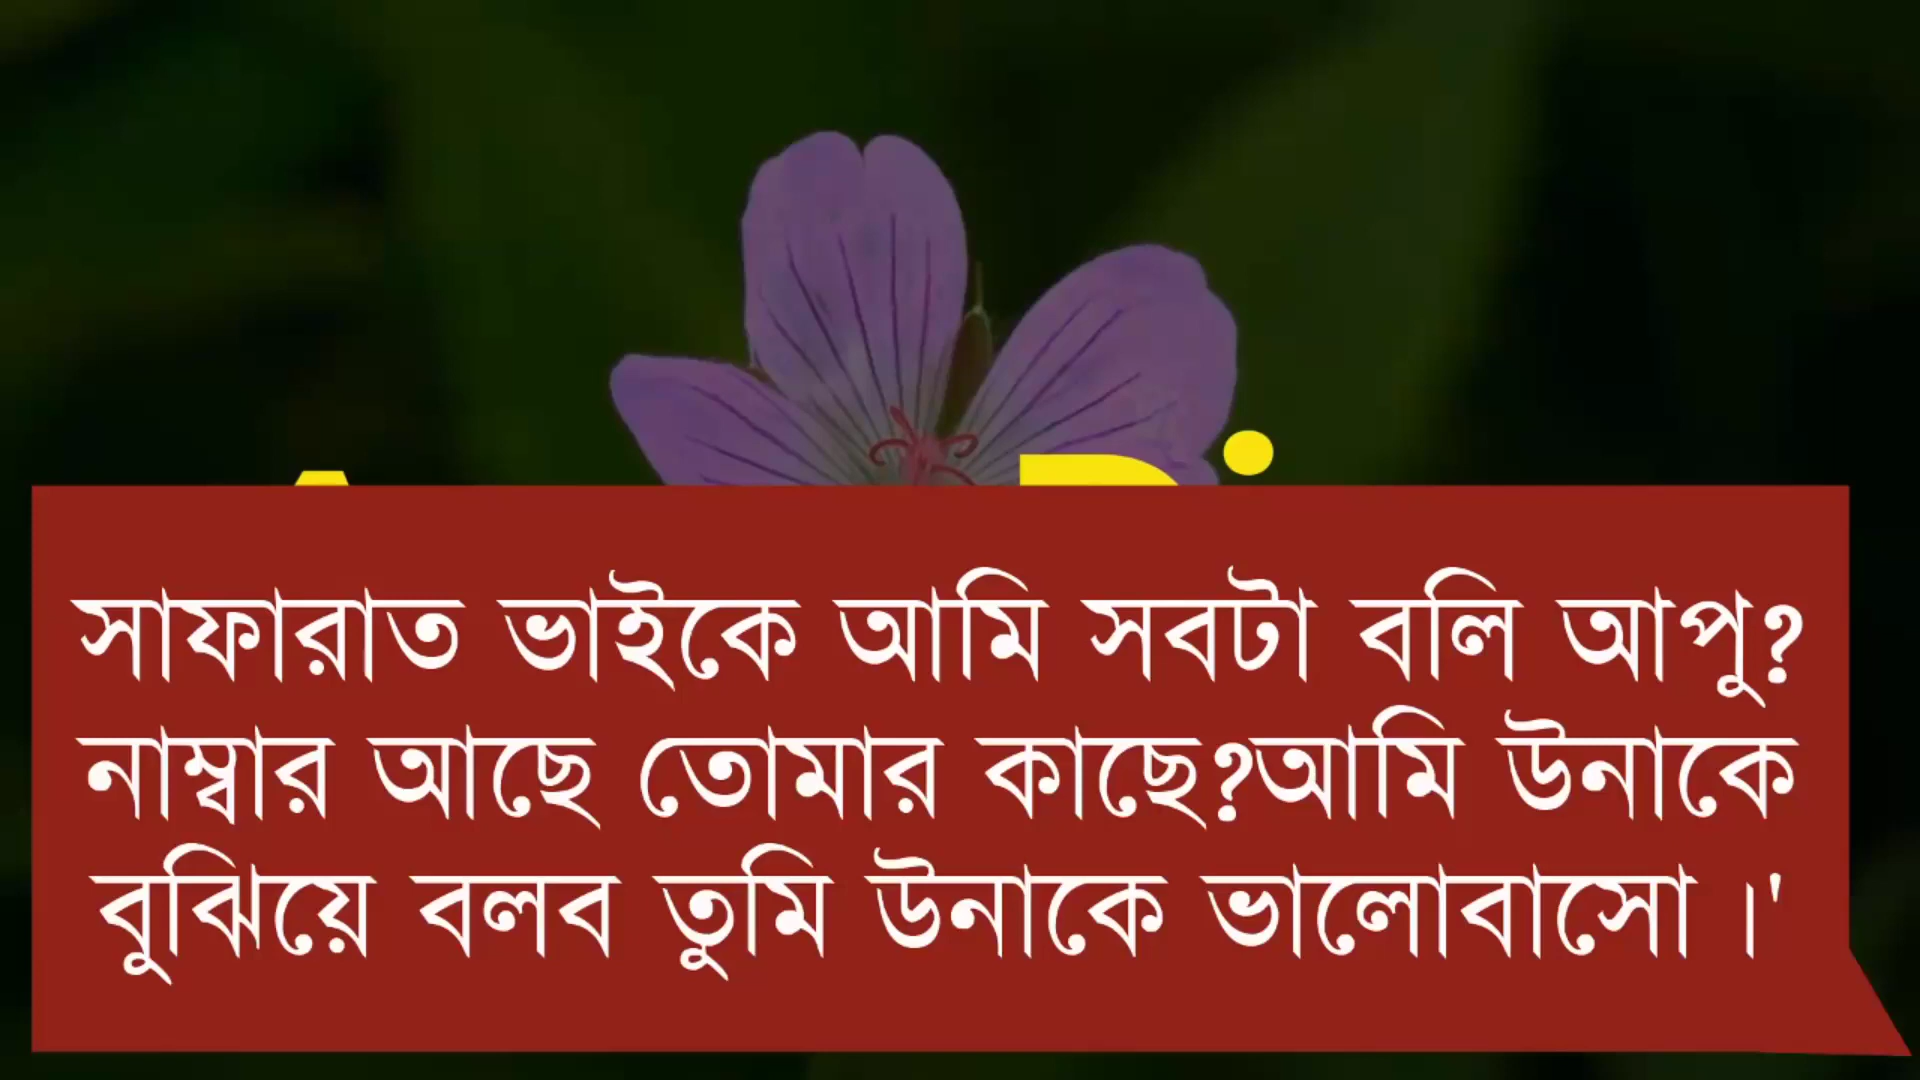 সাফারাত ভাইকে আমি সবটা বলি আপু?
নাম্বার আছে তোমার কাছে?আমি উনাকে
বুঝিয়ে বলব তুমি উনাকে ভালোবাসো ।'